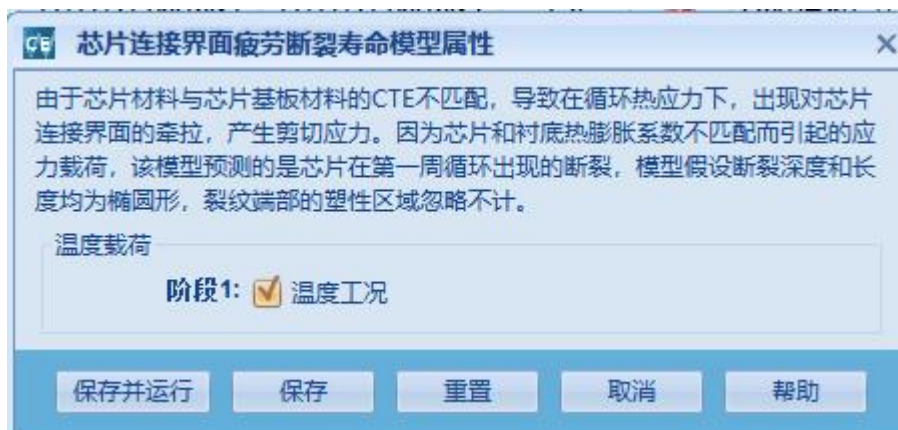 CE 芯片连接界面疲劳断裂寿命模型属性
由于芯片材料与芯片基板材料的CTE不匹配，导致在循环热应力下，出现对芯片
连接界面的牵拉，产生剪切应力。因为芯片和衬底热膨胀系数不匹配而引起的应
力载荷，该模型预测的是芯片在第一周循环出现的断裂，模型假设断裂深度和长
度均为椭圆形，裂纹端部的塑性区域忽略不计。
温度载荷
阶段1: 温度工况
保存并运行 保存 重置 取消 帮助